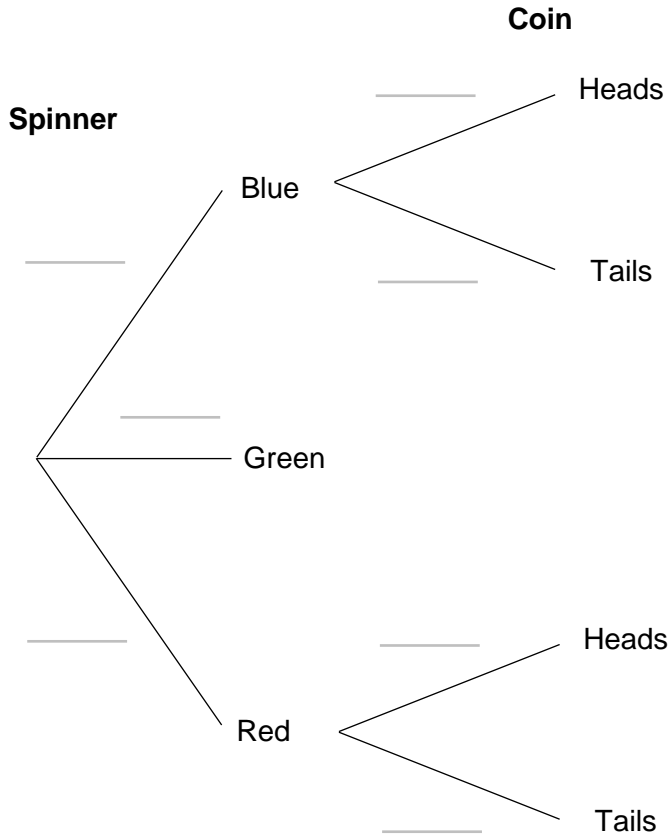 Coin
Heads
Spinner
Blue
Tails
Green
Heads
Red
Tails